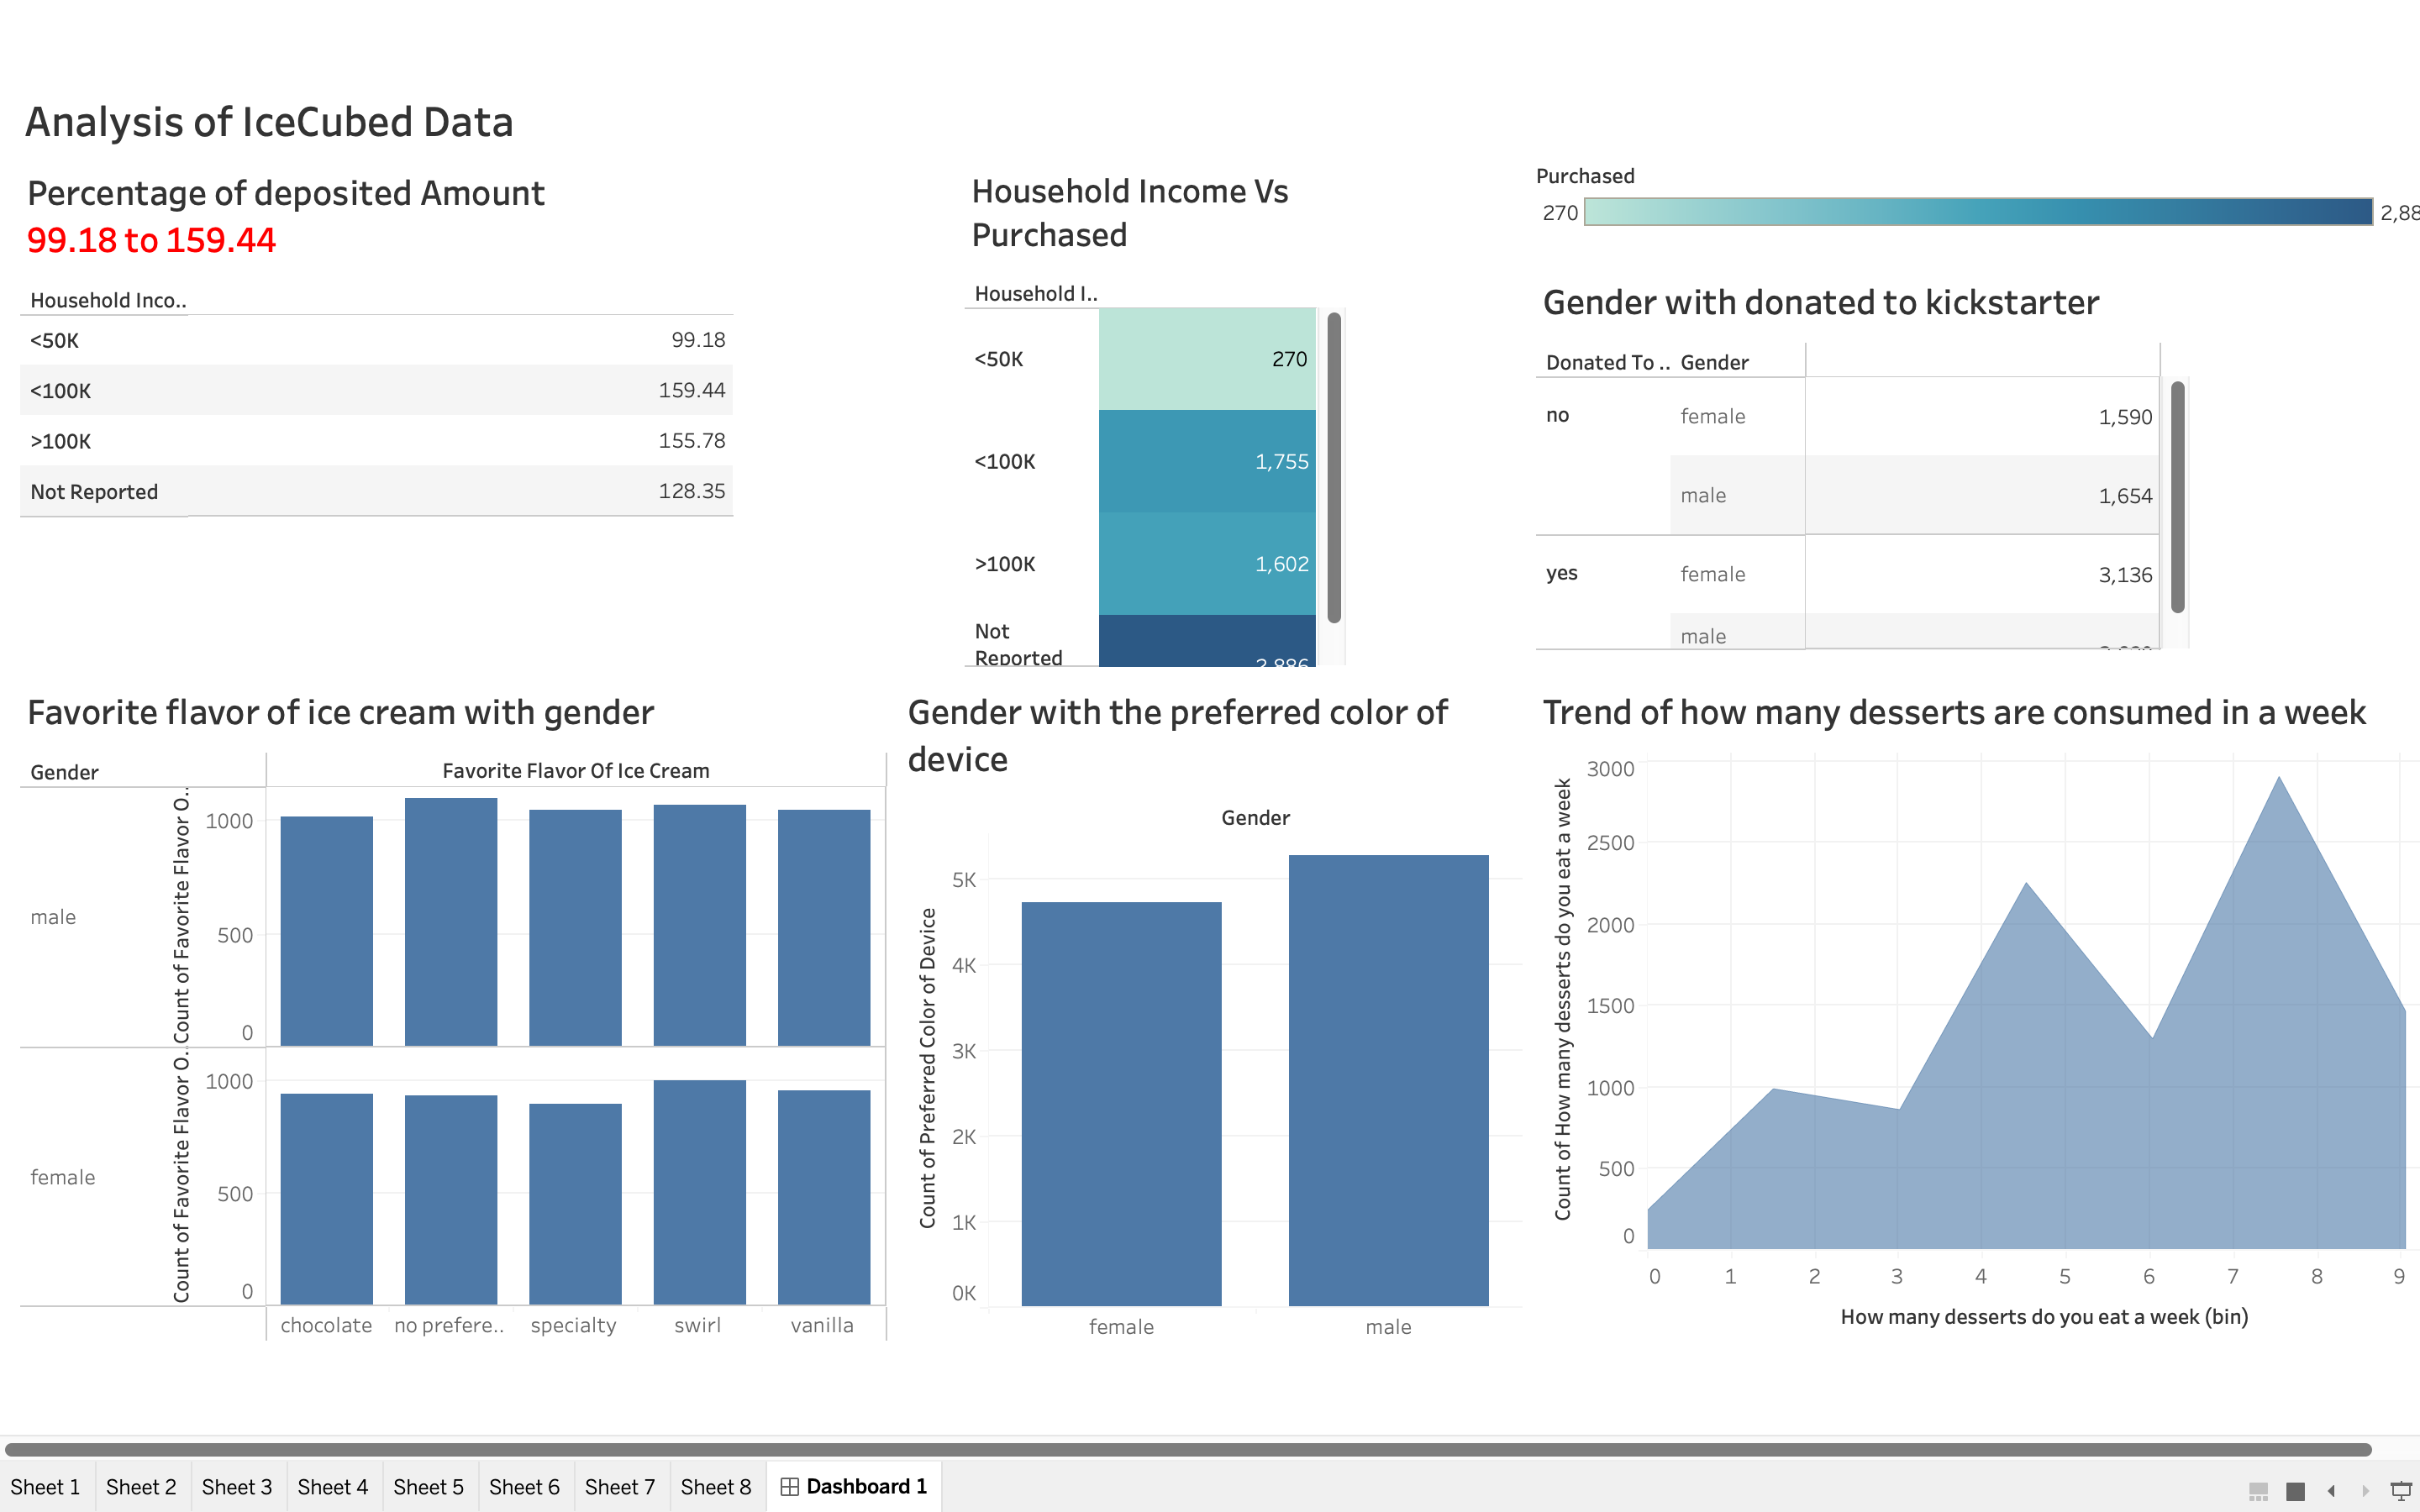 Analysis of IceCubed Data
Percentage of deposited Amount
99.18 to 159.44
Household Inco..
<50K 99.18
<100K 159.44
>100K 155.78
Not Reported 128.35
Household Income Vs
Purchased
Household I..
<50K 270
<100K 1,755
>100K 1,602
Not
Reported 2,886
Purchased
270 2,88
Gender with donated to kickstarter
Donated To .. Gender
no female 1,590
male 1,654
yes female 3,136
male
Favorite flavor of ice cream with gender
Gender Favorite Flavor Of Ice Cream
male
Count of Favorite Flavor O..
1000
500
0
female
Count of Favorite Flavor O..
1000
500
0
chocolate no prefere.. specialty swirl vanilla
Gender with the preferred color of
device
Gender
Count of Preferred Color of Device
5K
4K
3K
2K
1K
0K
female male
Trend of how many desserts are consumed in a week
Count of How many desserts do you eat a week
3000
2500
2000
1500
1000
500
0
0 1 2 3 4 5 6 7 8 9
How many desserts do you eat a week (bin)
Sheet 1 Sheet 2 Sheet 3 Sheet 4 Sheet 5 Sheet 6 Sheet 7 Sheet 8 Dashboard 1